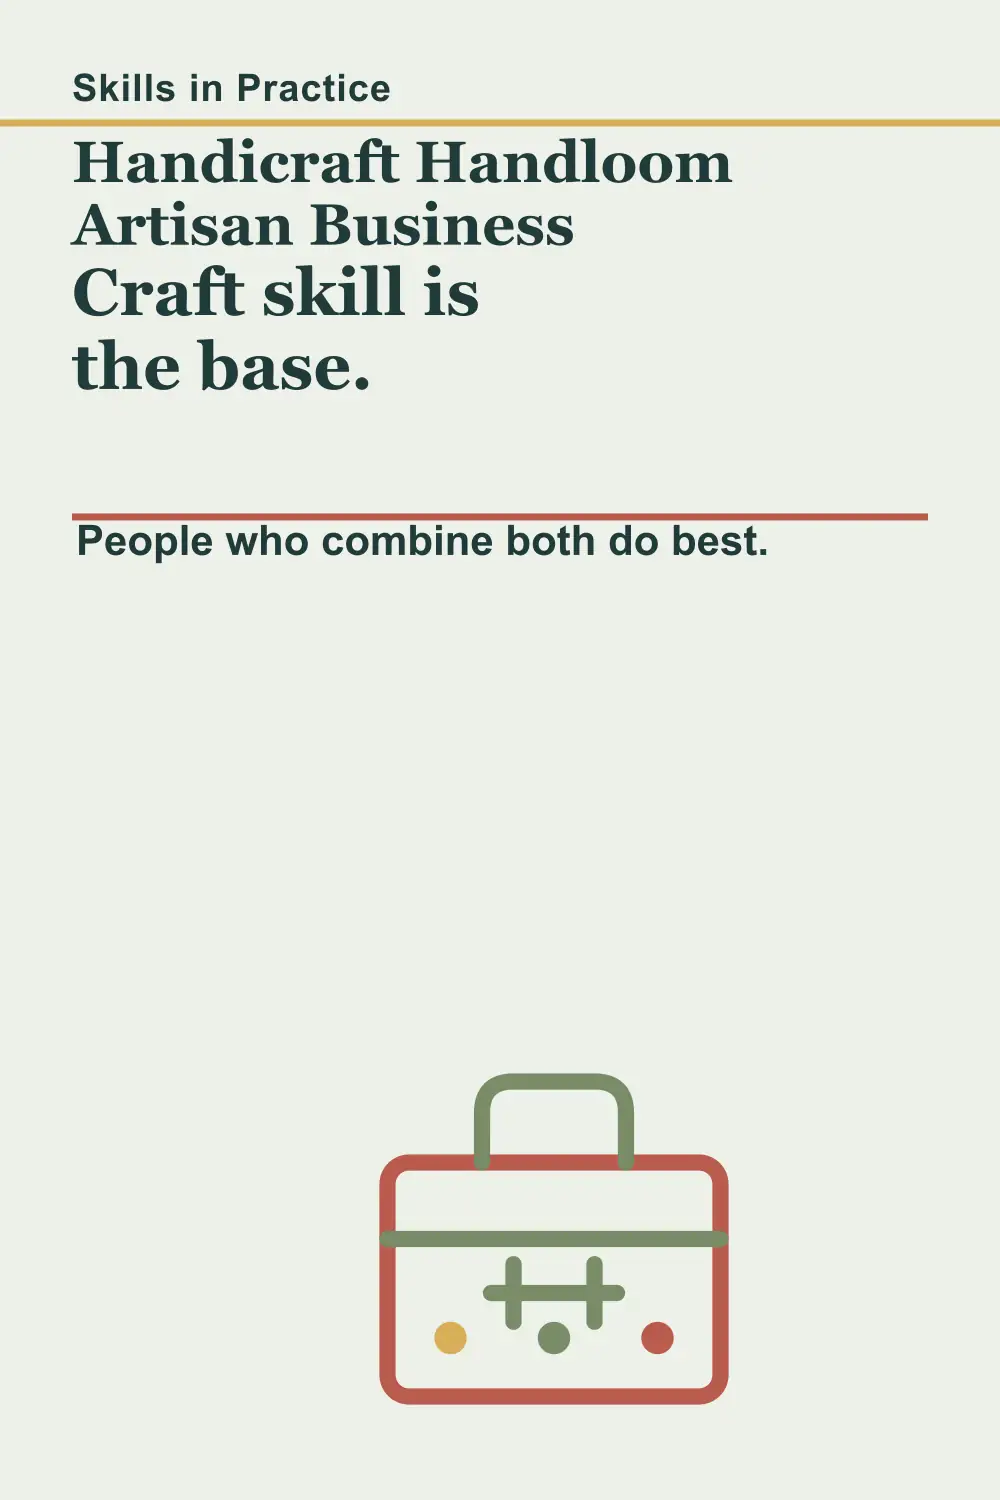 Skills in Practice
Handicraft Handloom
Artisan Business
Craft skill is
the base.
People who combine both do best.